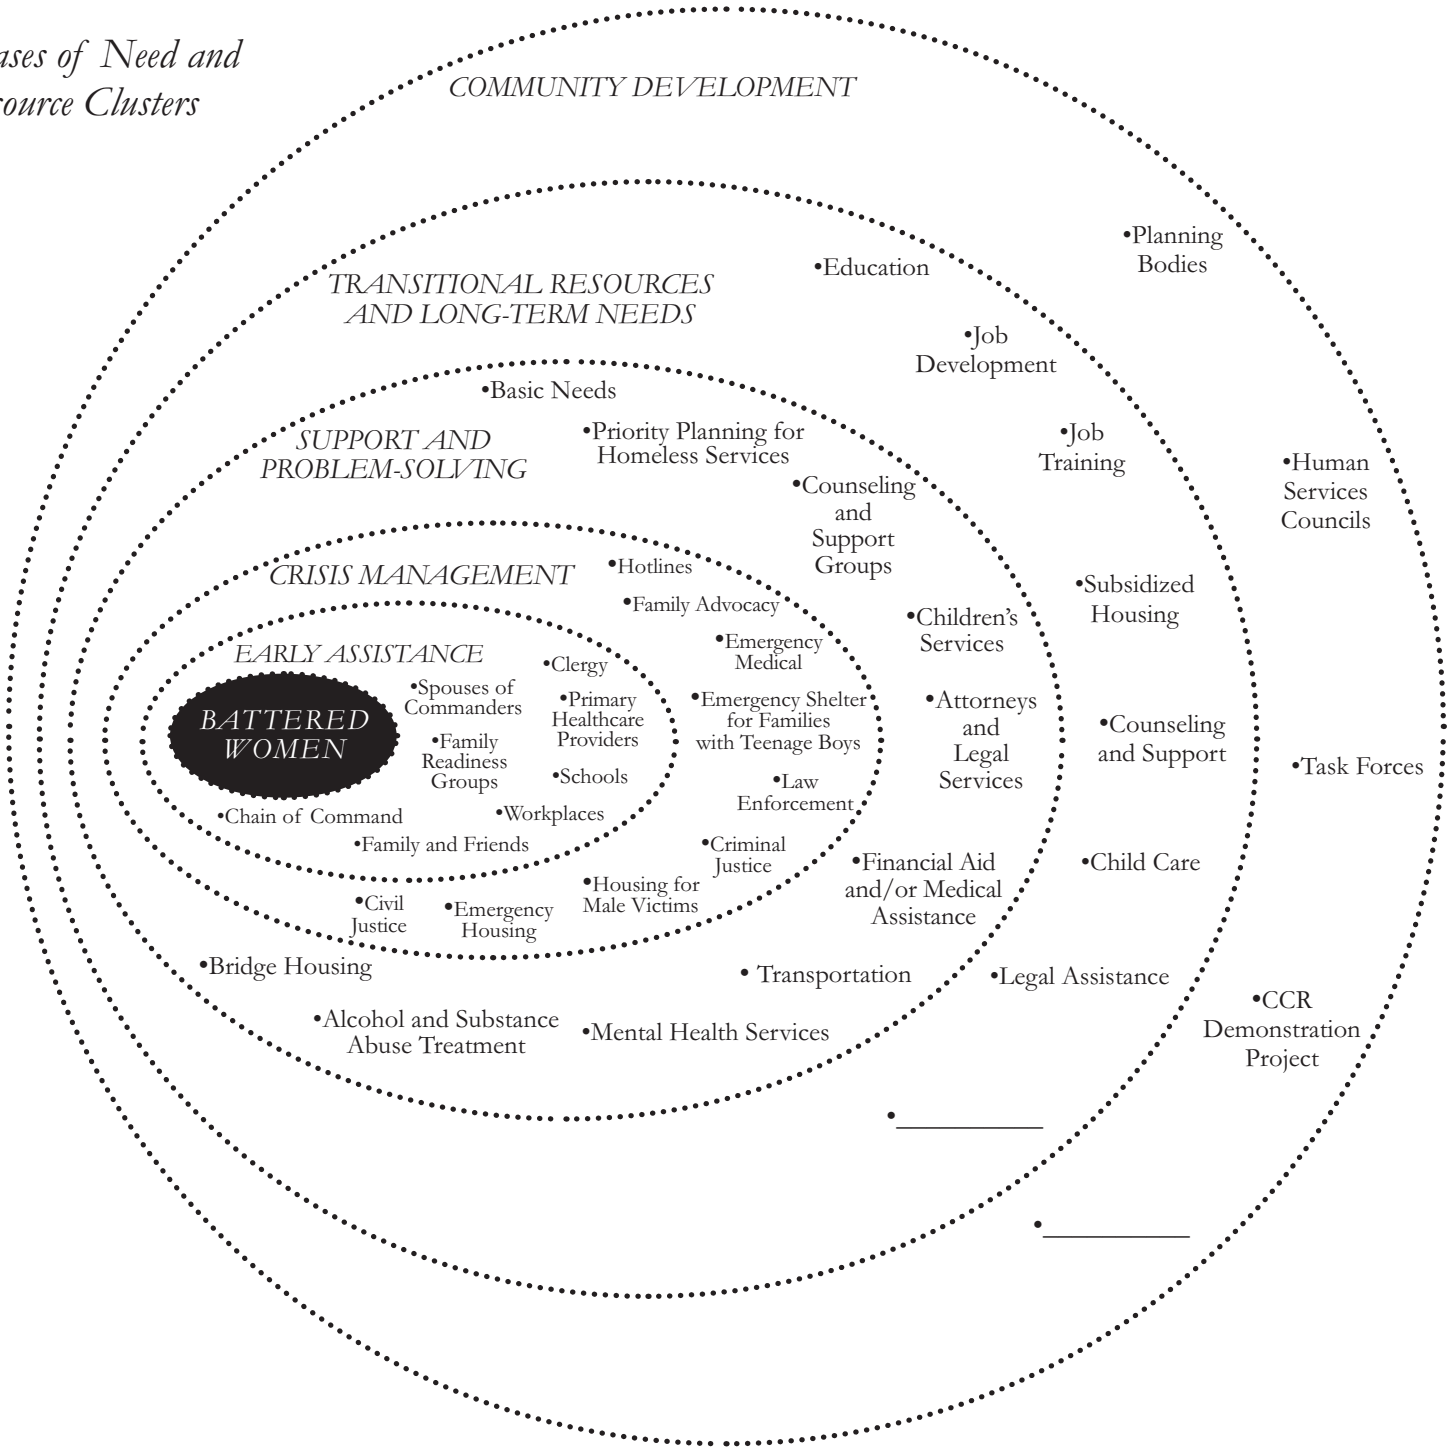 ases of Need and
source Clusters
COMMUNITY DEVELOPMENT
•Planning
Bodies
•Human
Services
Councils
•Task Forces
•CCR
Demonstration
Project
TRANSITIONAL RESOURCES
AND LONG-TERM NEEDS
•Education
•Job
Development
•Job
Training
•Subsidized
Housing
•Counseling
and Support
•Child Care
•Legal Assistance
SUPPORT AND
PROBLEM-SOLVING
•Basic Needs
•Priority Planning for
Homeless Services
•Counseling
and
Support
Groups
•Children’s
Services
•Attorneys
and
Legal
Services
•Financial Aid
and/or Medical
Assistance
• Transportation
•Mental Health Services
•Alcohol and Substance
Abuse Treatment
•Bridge Housing
CRISIS MANAGEMENT
•Hotlines
•Family Advocacy
•Emergency
Medical
•Emergency Shelter
for Families
with Teenage Boys
•Law
Enforcement
•Criminal
Justice
•Housing for
Male Victims
•Emergency
Housing
•Civil
Justice
EARLY ASSISTANCE
•Clergy
•Spouses of
Commanders
•Primary
Healthcare
Providers
•Family
Readiness
Groups
•Schools
•Workplaces
•Chain of Command
•Family and Friends
BATTERED
WOMEN